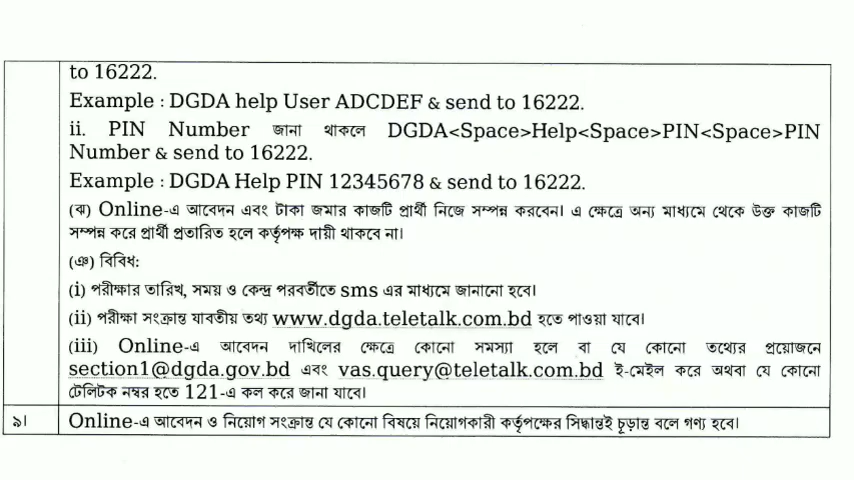 to 16222.
Example : DGDA help User ADCDEF & send to 16222.
ii. PIN Number জানা থাকলে DGDA<Space>Help<Space>PIN<Space>PIN
Number & send to 16222.
Example : DGDA Help PIN 12345678 & send to 16222.
(ঝ) Online-এ আবেদন এবং টাকা জমার কাজটি প্রার্থী নিজে সম্পন্ন করবেন। এ ক্ষেত্রে অন্য মাধ্যমে থেকে উক্ত কাজটি
সম্পন্ন করে প্রার্থী প্রতারিত হলে কর্তৃপক্ষ দায়ী থাকবে না।
(ঞ) বিবিধ:
(i) পরীক্ষার তারিখ, সময় ও কেন্দ্র পরবর্তীতে sms এর মাধ্যমে জানানো হবে।
(ii) পরীক্ষা সংক্রান্ত যাবতীয় তথ্য www.dgda.teletalk.com.bd হতে পাওয়া যাবে।
(iii) Online-এ আবেদন দাখিলের ক্ষেত্রে কোনো সমস্যা হলে বা যে কোনো তথ্যের প্রয়োজনে
section1@dgda.gov.bd এবং vas.query@teletalk.com.bd ই-মেইল করে অথবা যে কোনো
টেলিটক নম্বর হতে 121-এ কল করে জানা যাবে।
৯। Online-এ আবেদন ও নিয়োগ সংক্রান্ত যে কোনো বিষয়ে নিয়োগকারী কর্তৃপক্ষের সিদ্ধান্তই চূড়ান্ত বলে গণ্য হবে।